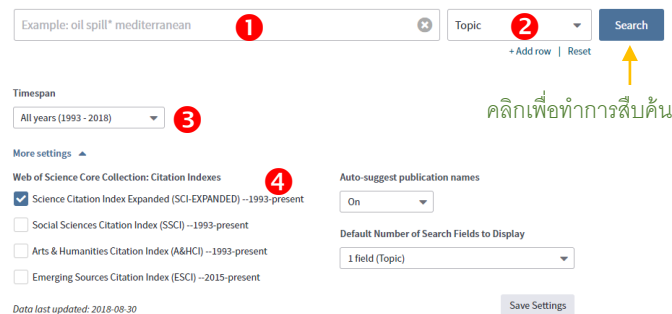 Example: oil spill* mediterranean
1
Topic
2
Search
+ Add row | Reset
คลิกเพื่อทำการสืบค้น
Timespan
All years (1993 - 2018)
3
More settings
Web of Science Core Collection: Citation Indexes
4
Auto-suggest publication names
Science Citation Index Expanded (SCI-EXPANDED) --1993-present
On
Social Sciences Citation Index (SSCI) --1993-present
Default Number of Search Fields to Display
Arts & Humanities Citation Index (A&HCI) --1993-present
1 field (Topic)
Emerging Sources Citation Index (ESCI) --2015-present
Data last updated: 2018-08-30
Save Settings